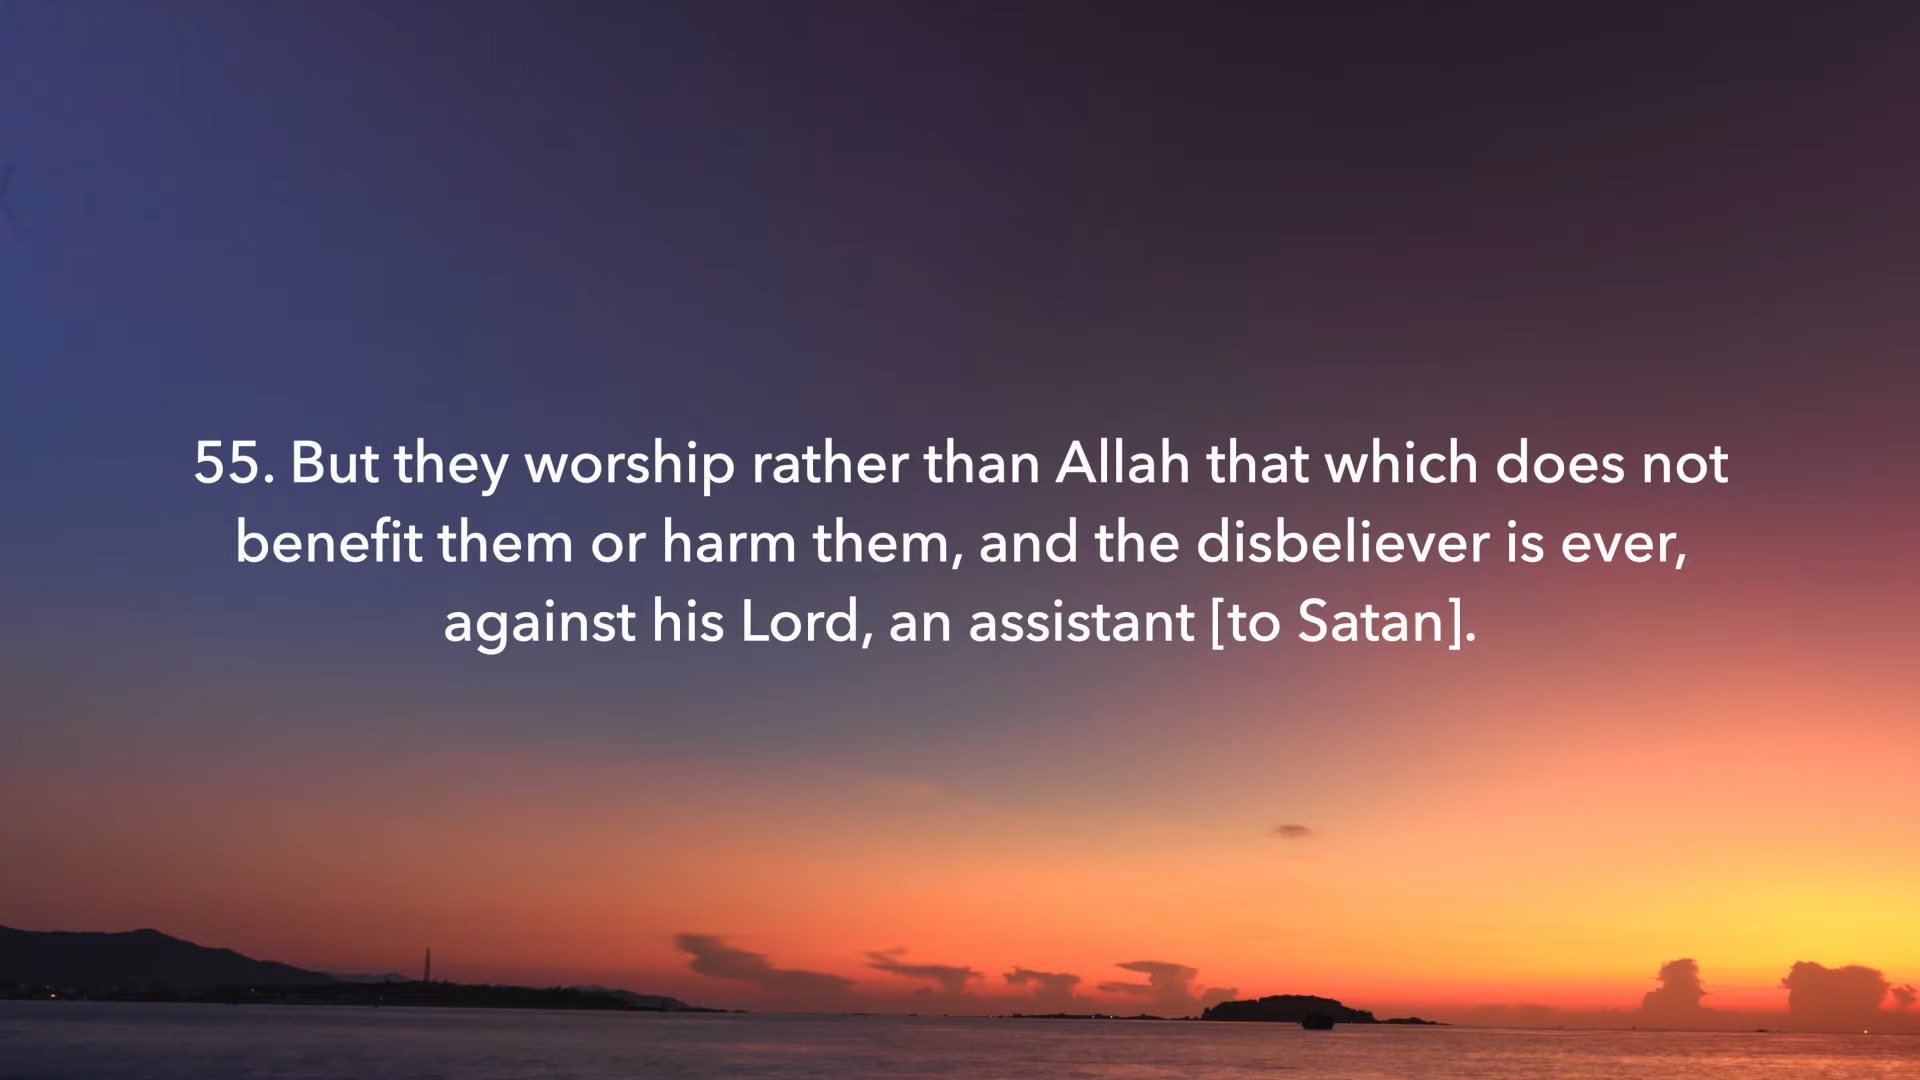 55. But they worship rather than Allah that which does not
benefit them or harm them, and the disbeliever is ever,
against his Lord, an assistant [to Satan].